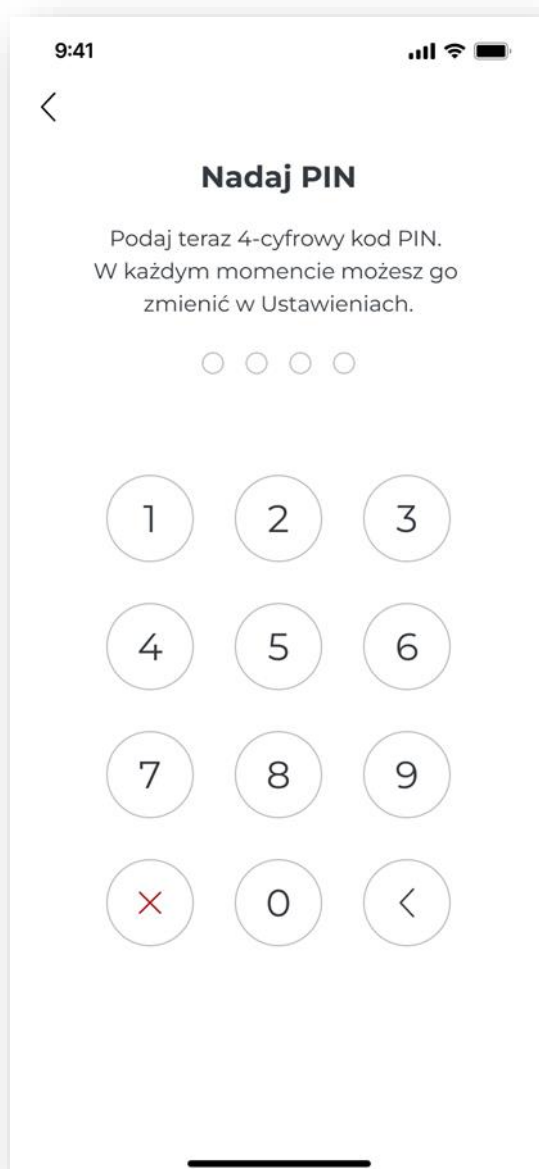 9:41
Nadaj PIN
Podaj teraz 4-cyfrowy kod PIN.
W każdym momencie możesz go
zmienić w Ustawieniach.
1 2 3
4 5 6
7 8 9
0